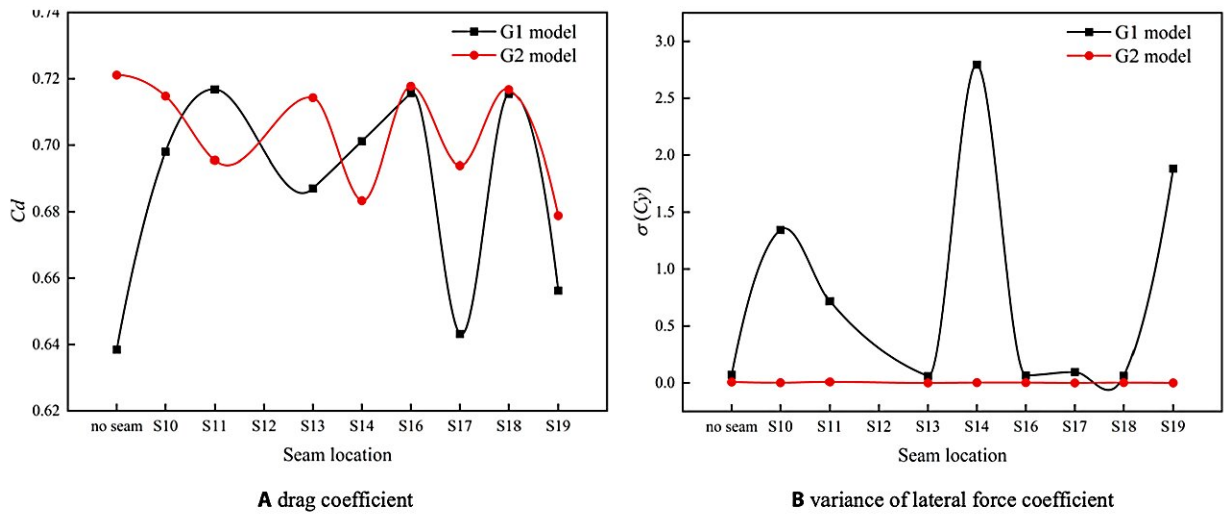 0.74
0.72
0.70
0.68
0.66
0.64
0.62
Cd
G1 model
G2 model
no seam S10 S11 S12 S13 S14 S16 S17 S18 S19
Seam location
A drag coefficient
3.0
2.5
2.0
1.5
1.0
0.5
0.0
σ (Cy)
G1 model
G2 model
no seam S10 S11 S12 S13 S14 S16 S17 S18 S19
Seam location
B variance of lateral force coefficient